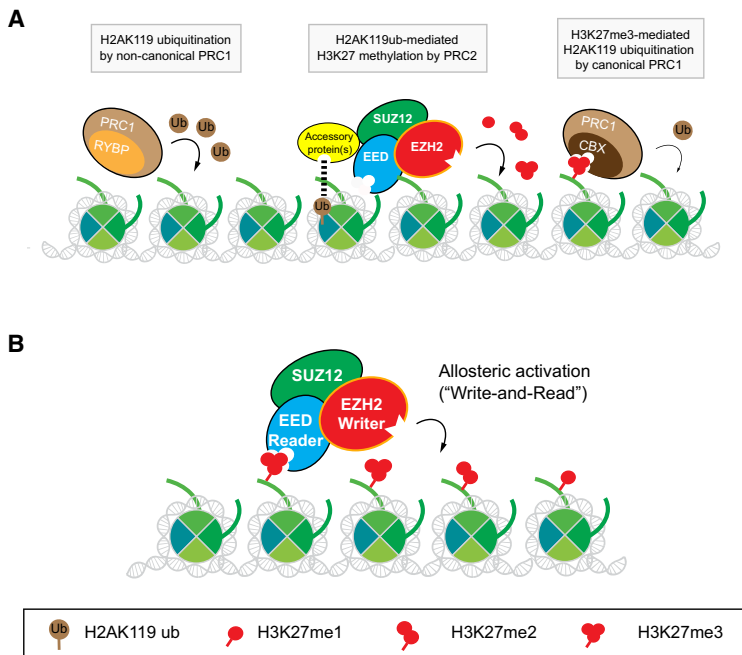 A
H2AK119 ubiquitination
by non-canonical PRC1
H2AK119ub-mediated
H3K27 methylation by PRC2
H3K27me3-mediated
H2AK119 ubiquitination
by canonical PRC1
PRC1
RYBP
Ub
Ub
Ub
Accessory
protein(s)
SUZ12
EED
EZH2
Ub
PRC1
CBX
Ub
B
SUZ12
EED
Reader
EZH2
Writer
Allosteric activation
(“Write-and-Read”)
Ub
H2AK119 ub
H3K27me1
H3K27me2
H3K27me3